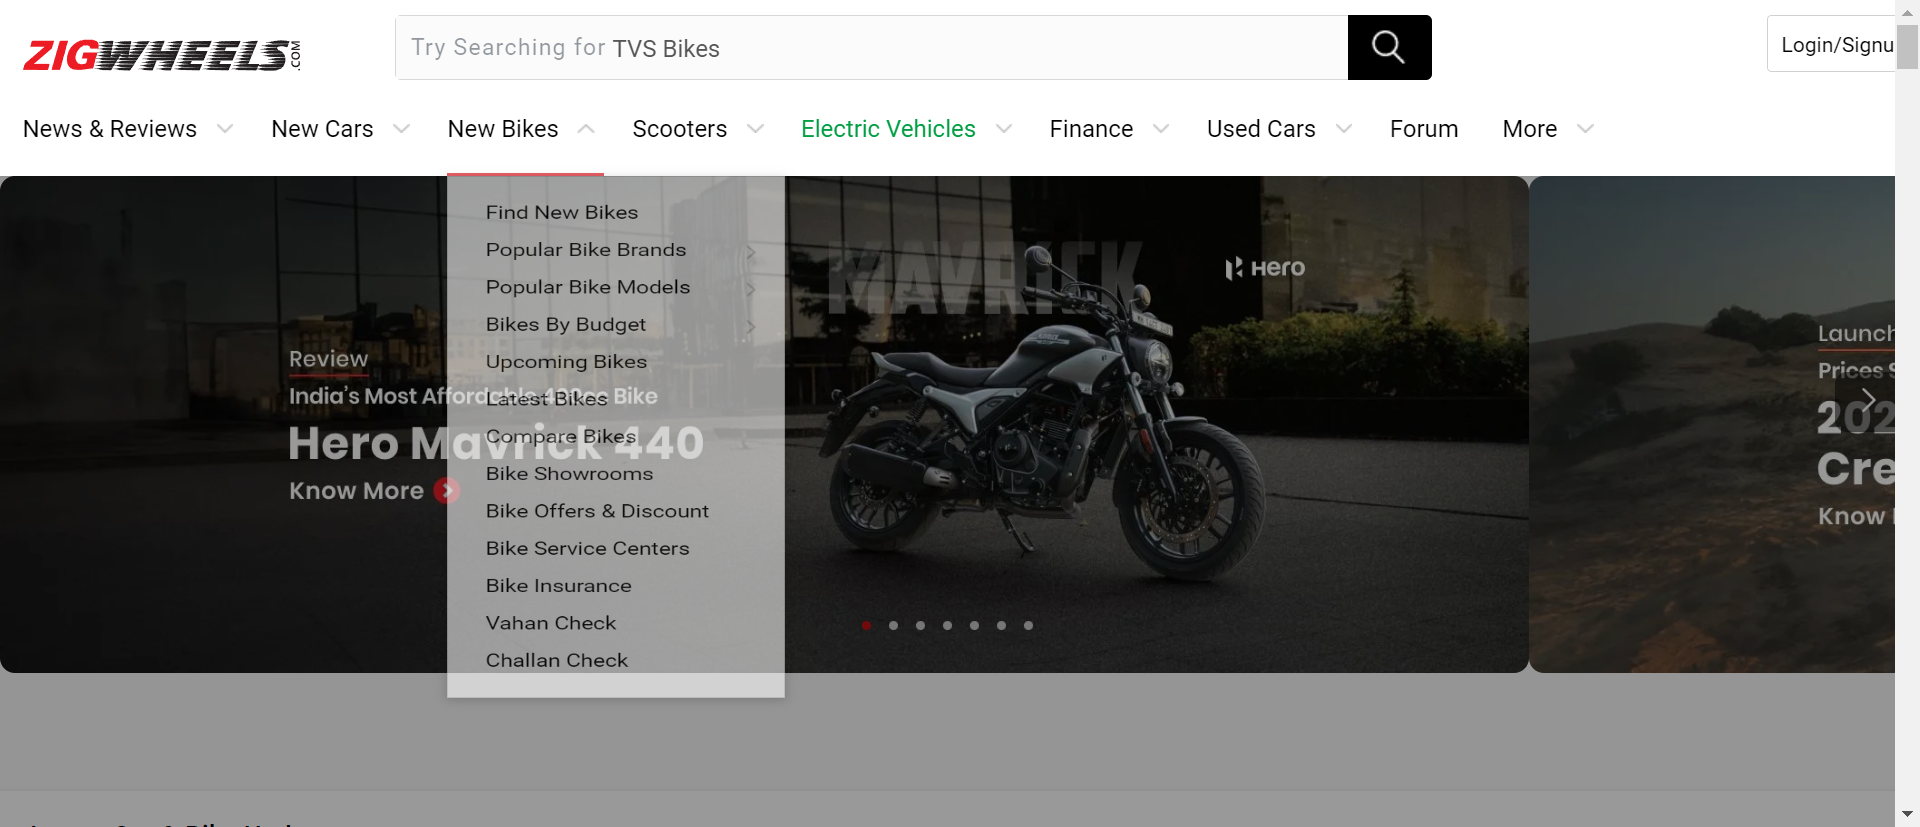 ZIGWHEELS.COM
Try Searching for TVS Bikes
Login/Signu
News & Reviews
New Cars
New Bikes
Scooters
Electric Vehicles
Finance
Used Cars
Forum
More
Find New Bikes
Popular Bike Brands
Popular Bike Models
Bikes By Budget
Upcoming Bikes
Latest Bikes
Compare Bikes
Bike Showrooms
Bike Offers & Discount
Bike Service Centers
Bike Insurance
Vahan Check
Challan Check
Review
India's Most Affordable 400cc Bike
Hero Mavrick 440
Know More
MAVRICK
Hero
Launch
Prices S
202
Cre
Know